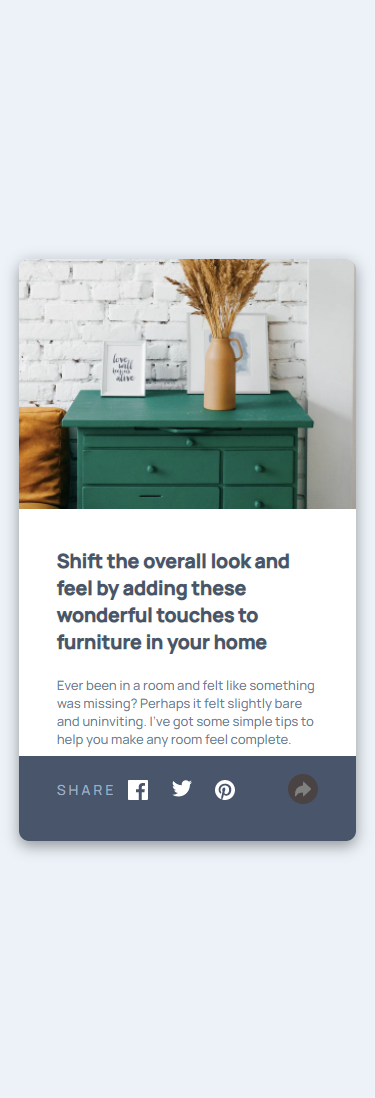 love
will
keep us
alive
Shift the overall look and
feel by adding these
wonderful touches to
furniture in your home
Ever been in a room and felt like something
was missing? Perhaps it felt slightly bare
and uninviting. I've got some simple tips to
help you make any room feel complete.
SHARE